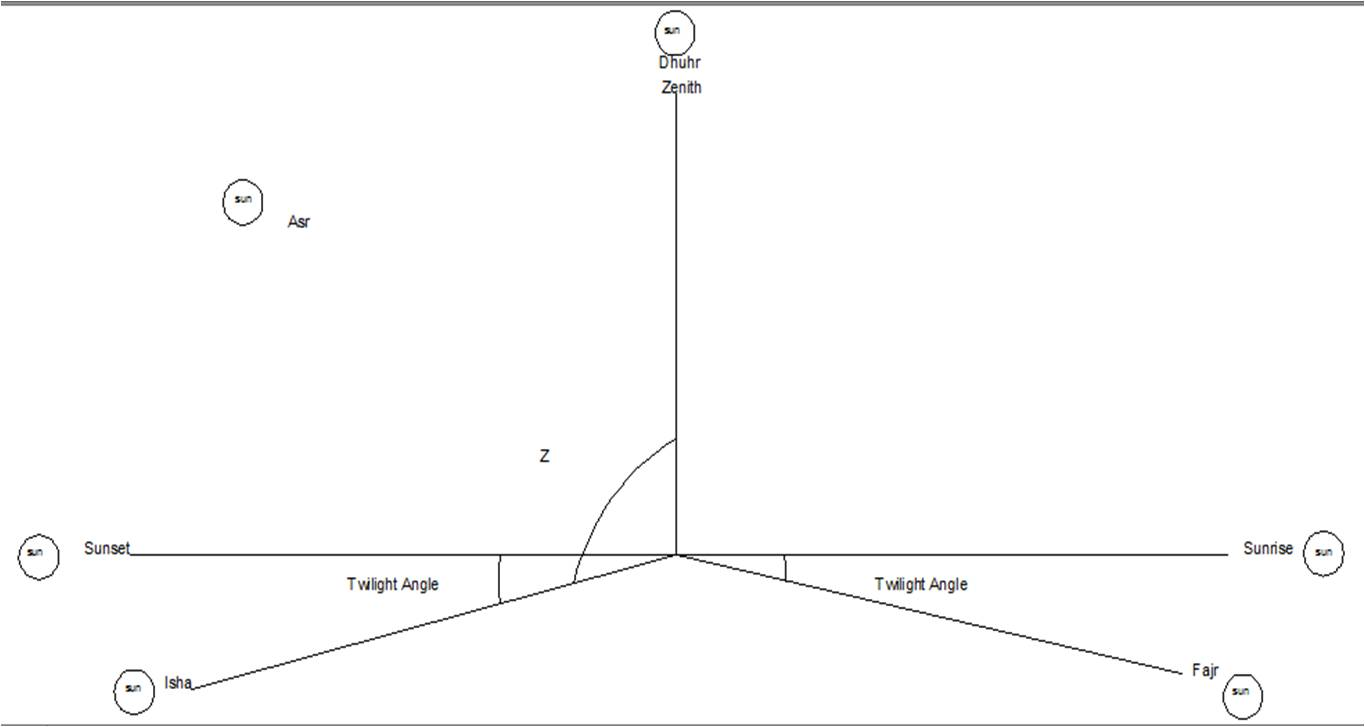 sun
Dhuhr
Zenith
sun
Asr
Z
sun
Sunset
Sunrise
sun
Twilight Angle
Twilight Angle
sun
Isha
Fajr
sun